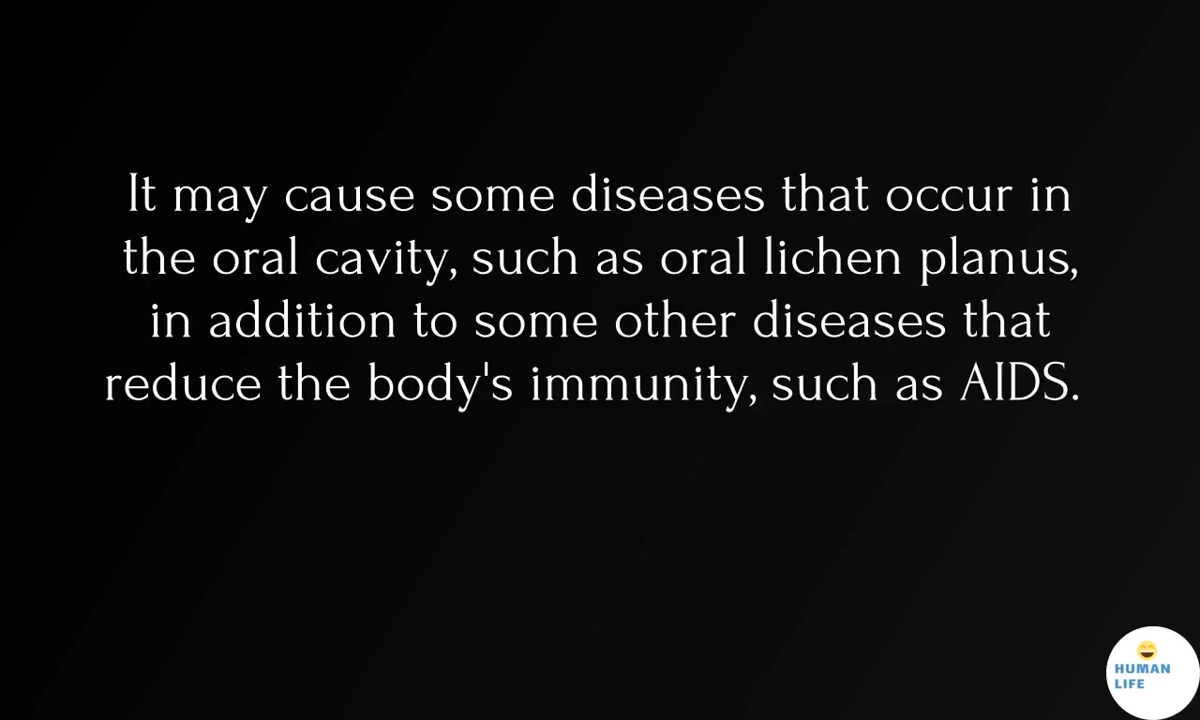 It may cause some diseases that occur in
the oral cavity, such as oral lichen planus,
in addition to some other diseases that
reduce the body's immunity, such as AIDS.
HUMAN
LIFE